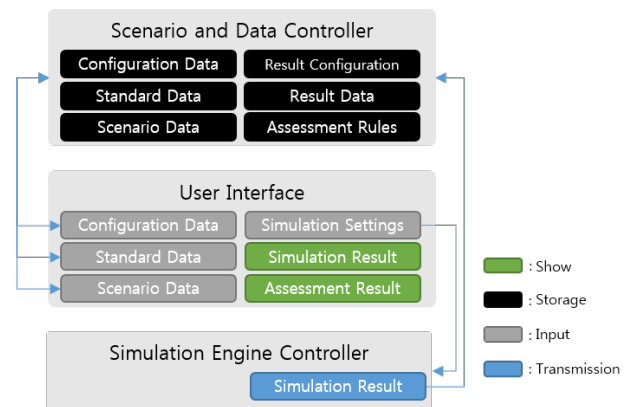 Scenario and Data Controller
Configuration Data
Result Configuration
Standard Data
Result Data
Scenario Data
Assessment Rules
User Interface
Configuration Data
Simulation Settings
Standard Data
Simulation Result
Scenario Data
Assessment Result
Simulation Engine Controller
Simulation Result
: Show
: Storage
: Input
: Transmission